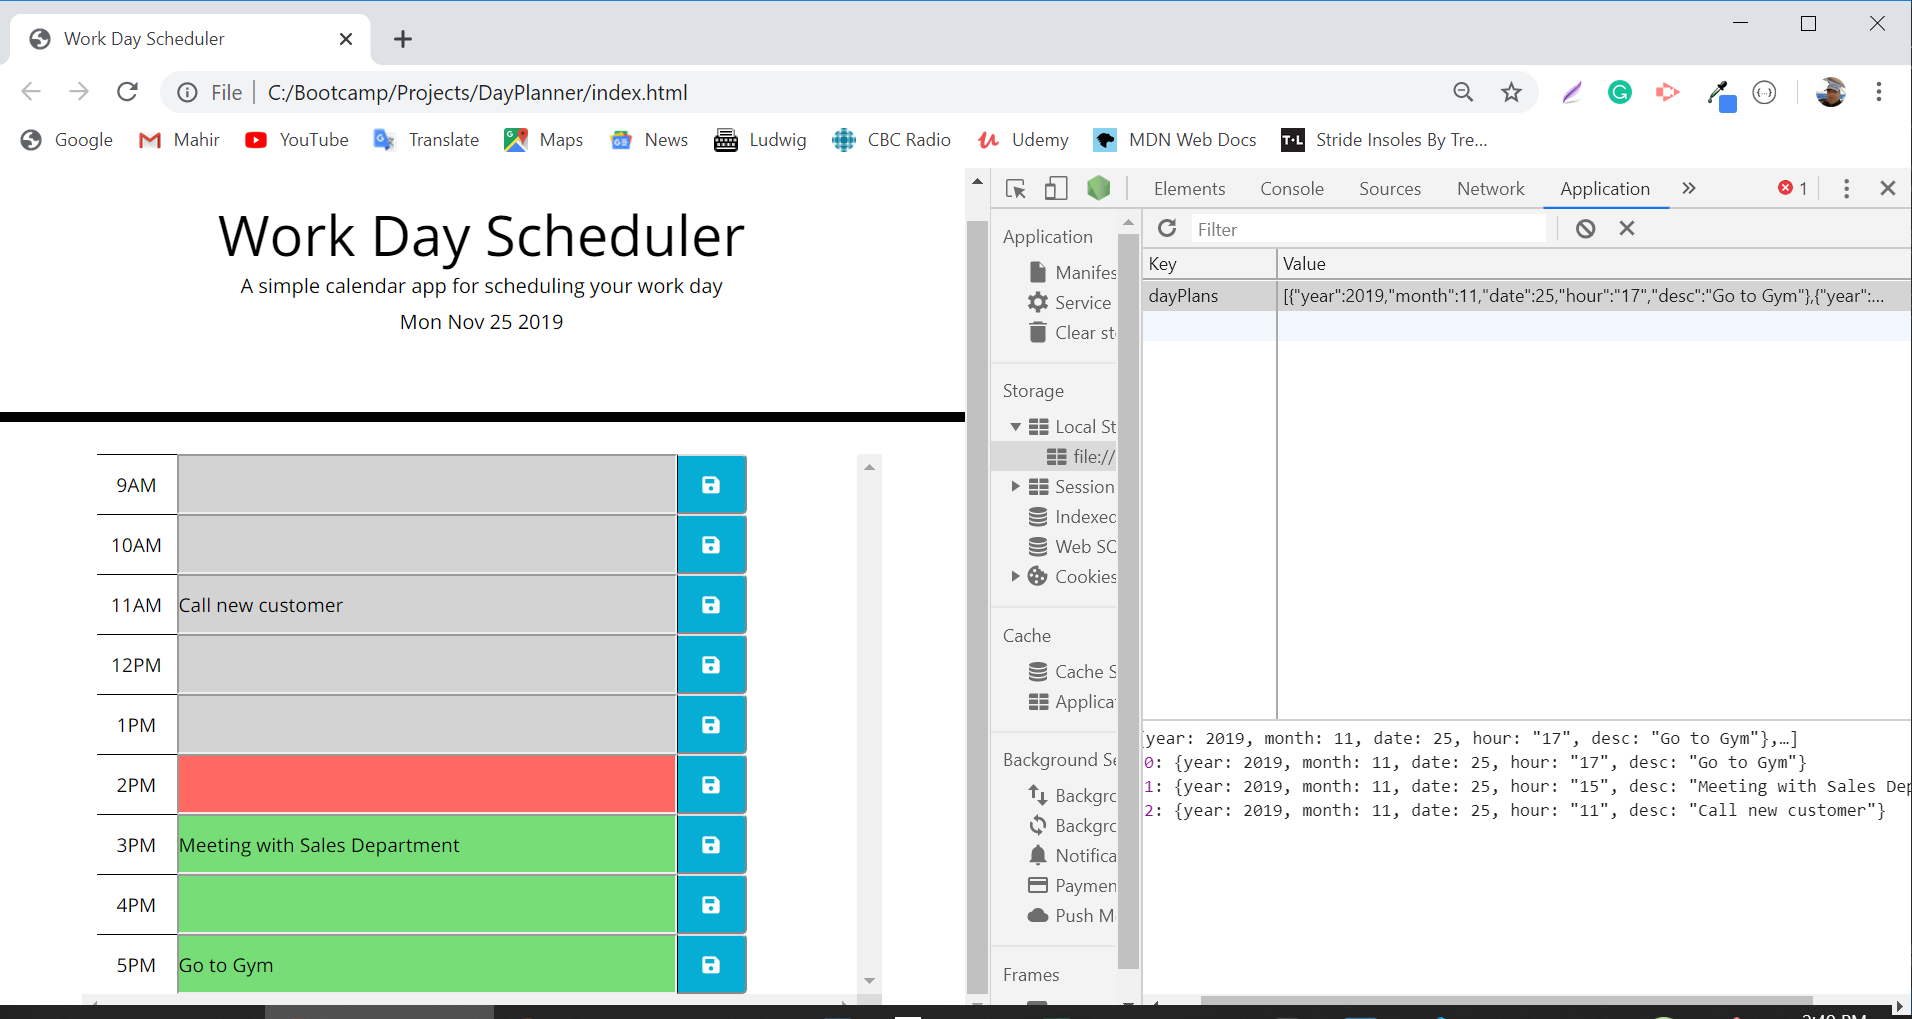 Work Day Scheduler
File C:/Bootcamp/Projects/DayPlanner/index.html
Google Mahir YouTube Translate Maps News Ludwig CBC Radio Udemy MDN Web Docs T·L Stride Insoles By Tre...
Work Day Scheduler
A simple calendar app for scheduling your work day
Mon Nov 25 2019
9AM
10AM
11AM Call new customer
12PM
1PM
2PM
3PM Meeting with Sales Department
4PM
5PM Go to Gym
Elements Console Sources Network Application » 1
Application
Manifes
Service
Clear st
Storage
Local St
file://
Session
Indexed
Web SC
Cookies
Cache
Cache S
Applica
Background Se
Backgro
Backgro
Notifica
Paymen
Push M
Frames
Filter
Key Value
dayPlans [{"year":2019,"month":11,"date":25,"hour":"17","desc":"Go to Gym"},{"year":...
[year: 2019, month: 11, date: 25, hour: "17", desc: "Go to Gym"},…]
0: {year: 2019, month: 11, date: 25, hour: "17", desc: "Go to Gym"}
1: {year: 2019, month: 11, date: 25, hour: "15", desc: "Meeting with Sales Dep
2: {year: 2019, month: 11, date: 25, hour: "11", desc: "Call new customer"}